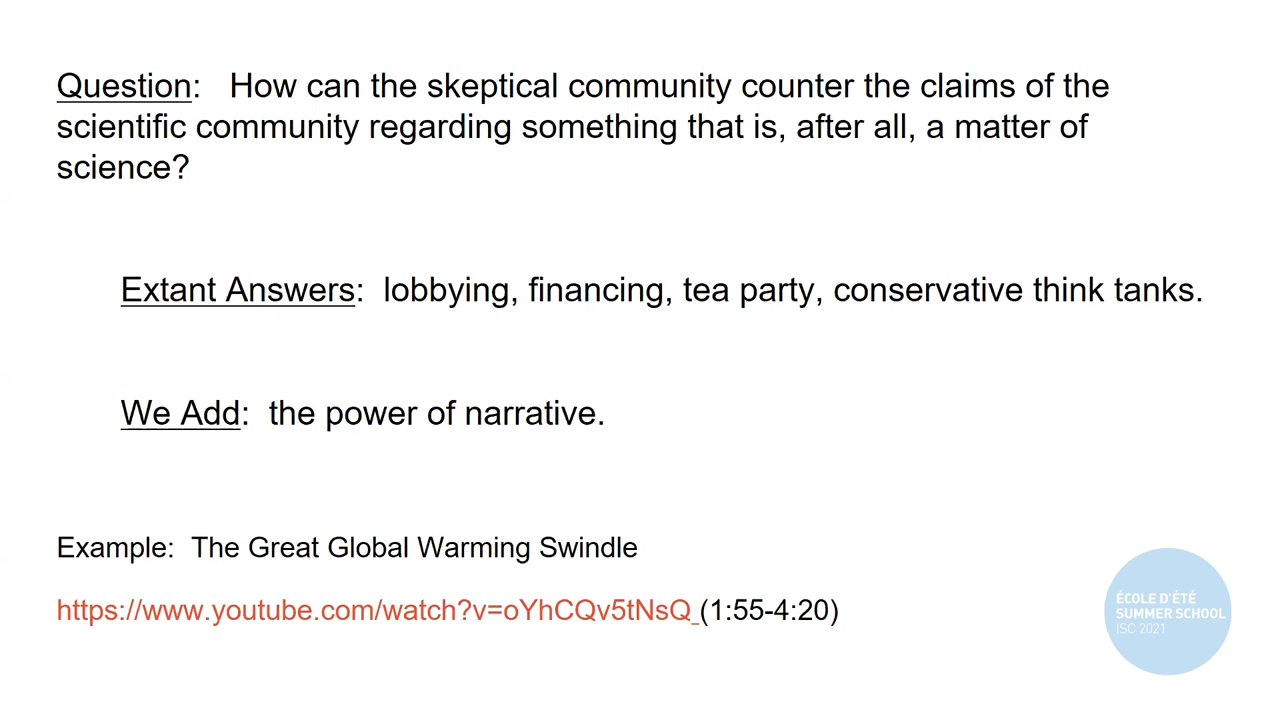 Question: How can the skeptical community counter the claims of the
scientific community regarding something that is, after all, a matter of
science?
Extant Answers: lobbying, financing, tea party, conservative think tanks.
We Add: the power of narrative.
Example: The Great Global Warming Swindle
https://www.youtube.com/watch?v=oYhCQv5tNsQ (1:55-4:20)
ÉCOLE D'ÉTÉ
SUMMER SCHOOL
ISC 2021